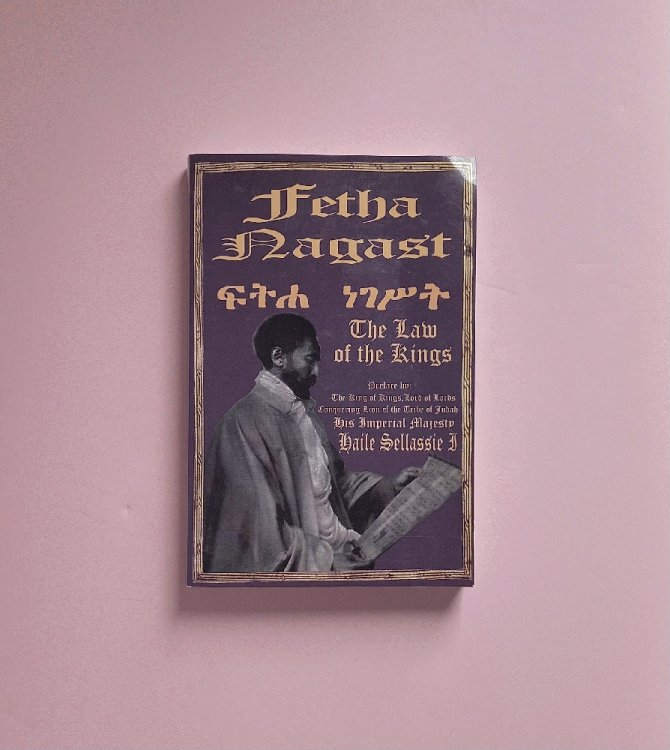 Fetha
Nagast
ፍትሐ ነገሥት
The Law
of the Kings
Preface by:
The King of Kings, Lord of Lords
Conquering Lion of the Tribe of Judah
His Imperial Majesty
Haile Sellassie I